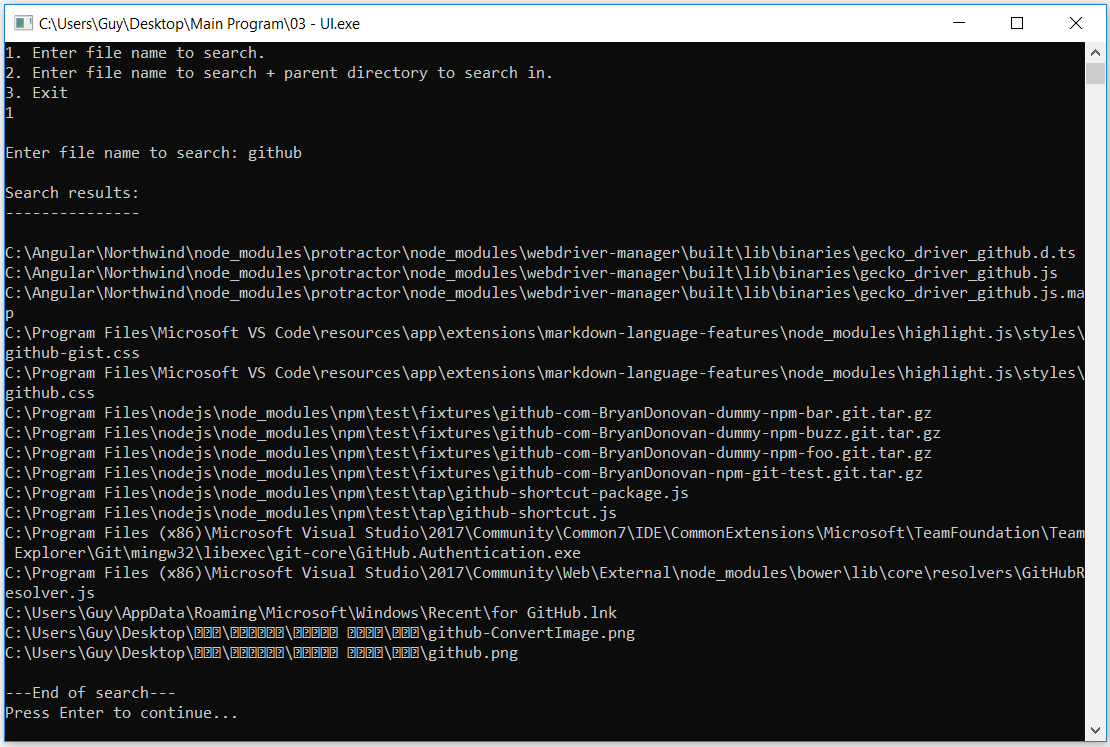 C:\Users\Guy\Desktop\Main Program\03 - UI.exe
1. Enter file name to search.
2. Enter file name to search + parent directory to search in.
3. Exit
1
Enter file name to search: github
Search results:
---------------
C:\Angular\Northwind\node_modules\protractor\node_modules\webdriver-manager\built\lib\binaries\gecko_driver_github.d.ts
C:\Angular\Northwind\node_modules\protractor\node_modules\webdriver-manager\built\lib\binaries\gecko_driver_github.js
C:\Angular\Northwind\node_modules\protractor\node_modules\webdriver-manager\built\lib\binaries\gecko_driver_github.js.ma
p
C:\Program Files\Microsoft VS Code\resources\app\extensions\markdown-language-features\node_modules\highlight.js\styles\
github-gist.css
C:\Program Files\Microsoft VS Code\resources\app\extensions\markdown-language-features\node_modules\highlight.js\styles\
github.css
C:\Program Files\nodejs\node_modules\npm\test\fixtures\github-com-BryanDonovan-dummy-npm-bar.git.tar.gz
C:\Program Files\nodejs\node_modules\npm\test\fixtures\github-com-BryanDonovan-dummy-npm-buzz.git.tar.gz
C:\Program Files\nodejs\node_modules\npm\test\fixtures\github-com-BryanDonovan-dummy-npm-foo.git.tar.gz
C:\Program Files\nodejs\node_modules\npm\test\fixtures\github-com-BryanDonovan-npm-git-test.git.tar.gz
C:\Program Files\nodejs\node_modules\npm\test\tap\github-shortcut-package.js
C:\Program Files\nodejs\node_modules\npm\test\tap\github-shortcut.js
C:\Program Files (x86)\Microsoft Visual Studio\2017\Community\Common7\IDE\CommonExtensions\Microsoft\TeamFoundation\Team
 Explorer\Git\mingw32\libexec\git-core\GitHub.Authentication.exe
C:\Program Files (x86)\Microsoft Visual Studio\2017\Community\Web\External\node_modules\bower\lib\core\resolvers\GitHubR
esolver.js
C:\Users\Guy\AppData\Roaming\Microsoft\Windows\Recent\for GitHub.lnk
C:\Users\Guy\Desktop\⍰⍰⍰\⍰⍰⍰⍰⍰⍰\⍰⍰⍰⍰⍰ ⍰⍰⍰⍰\⍰⍰⍰\github-ConvertImage.png
C:\Users\Guy\Desktop\⍰⍰⍰\⍰⍰⍰⍰⍰⍰\⍰⍰⍰⍰⍰ ⍰⍰⍰⍰\⍰⍰⍰\github.png
---End of search---
Press Enter to continue...